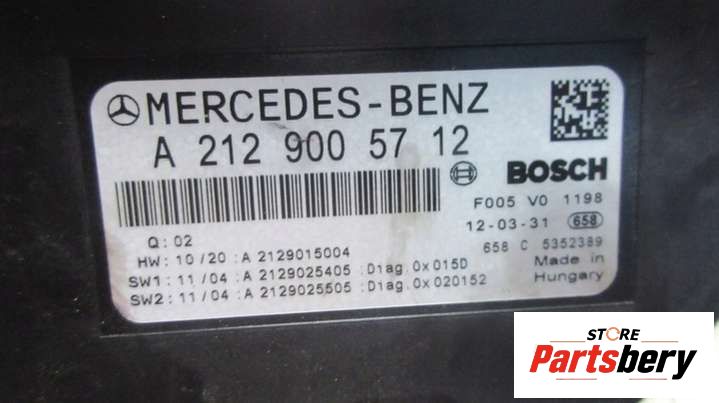 MERCEDES-BENZ
A 212 900 57 12
BOSCH
F005 V0 1198
12-03-31 658
658 C 5352389
Made in
Hungary
Q: 02
HW: 10/20: A 2129015004
SW1: 11/04: A 2129025405 :Diag:0x015D
SW2: 11/04: A 2129025505 :Diag:0x020152
STORE
Partsbery